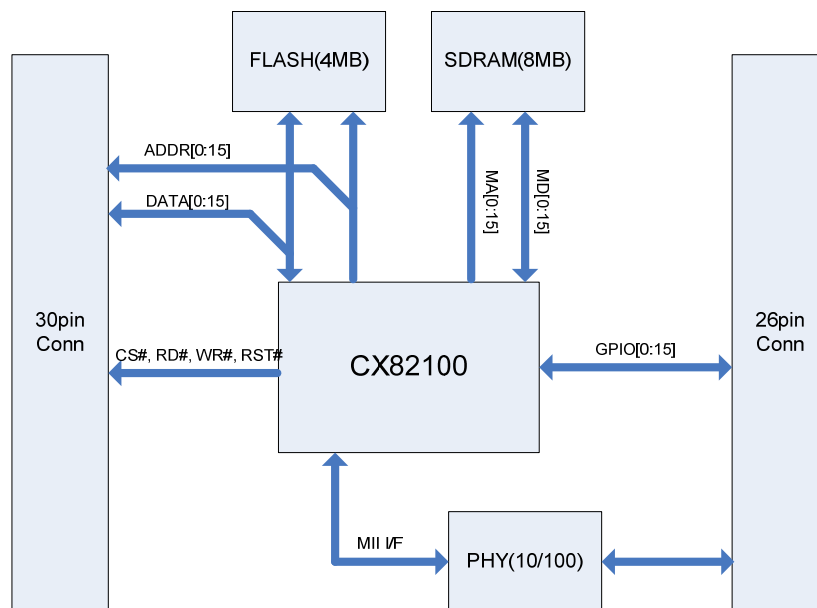 FLASH(4MB)
SDRAM(8MB)
ADDR[0:15]
DATA[0:15]
MA[0:15]
MD[0:15]
30pin
Conn
CS#, RD#, WR#, RST#
CX82100
GPIO[0:15]
26pin
Conn
MII I/F
PHY(10/100)